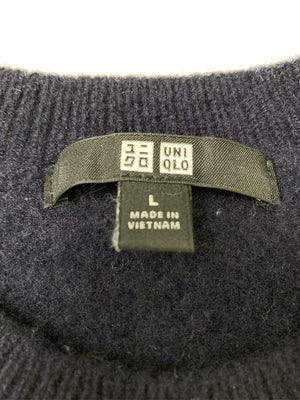 ユニ UNI
クロ QLO
L
MADE IN
VIETNAM